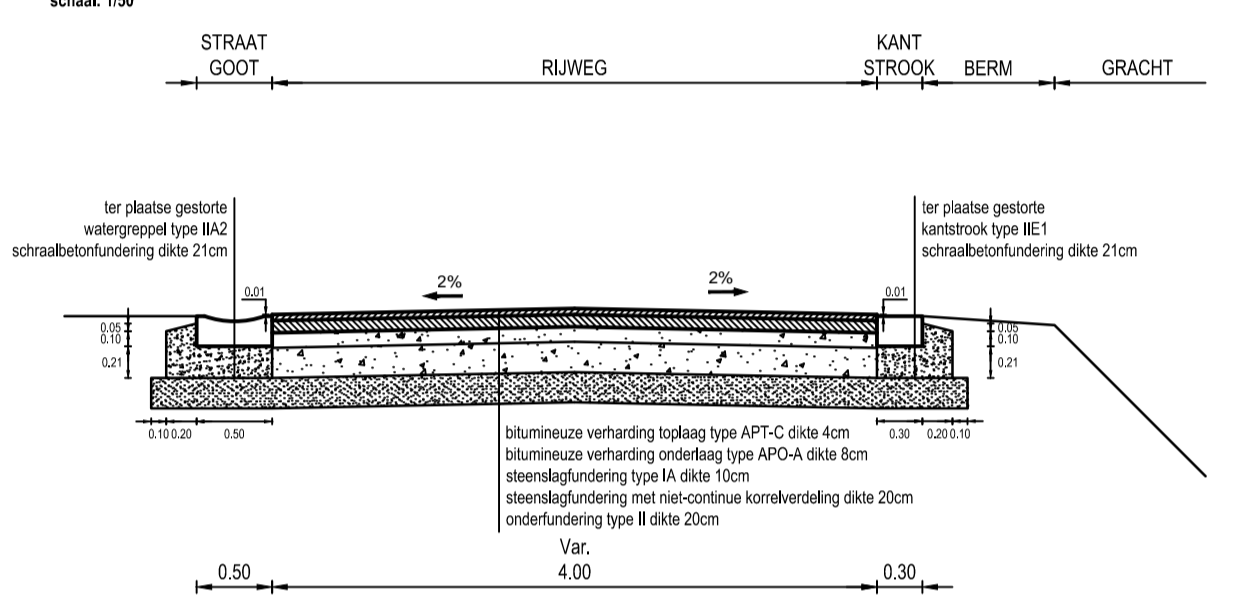 schaal: 1/50
STRAAT
GOOT
RIJWEG
KANT
STROOK
BERM
GRACHT
ter plaatse gestorte
watergreppel type IIA2
schraalbetonfundering dikte 21cm
ter plaatse gestorte
kantstrook type IIE1
schraalbetonfundering dikte 21cm
0.01
2%
2%
0.01
0.05
0.10
0.21
0.05
0.10
0.21
0.10 0.20 0.50
0.30 0.20 0.10
bitumineuze verharding toplaag type APT-C dikte 4cm
bitumineuze verharding onderlaag type APO-A dikte 8cm
steenslagfundering type IA dikte 10cm
steenslagfundering met niet-continue korrelverdeling dikte 20cm
onderfundering type II dikte 20cm
Var.
0.50 4.00 0.30